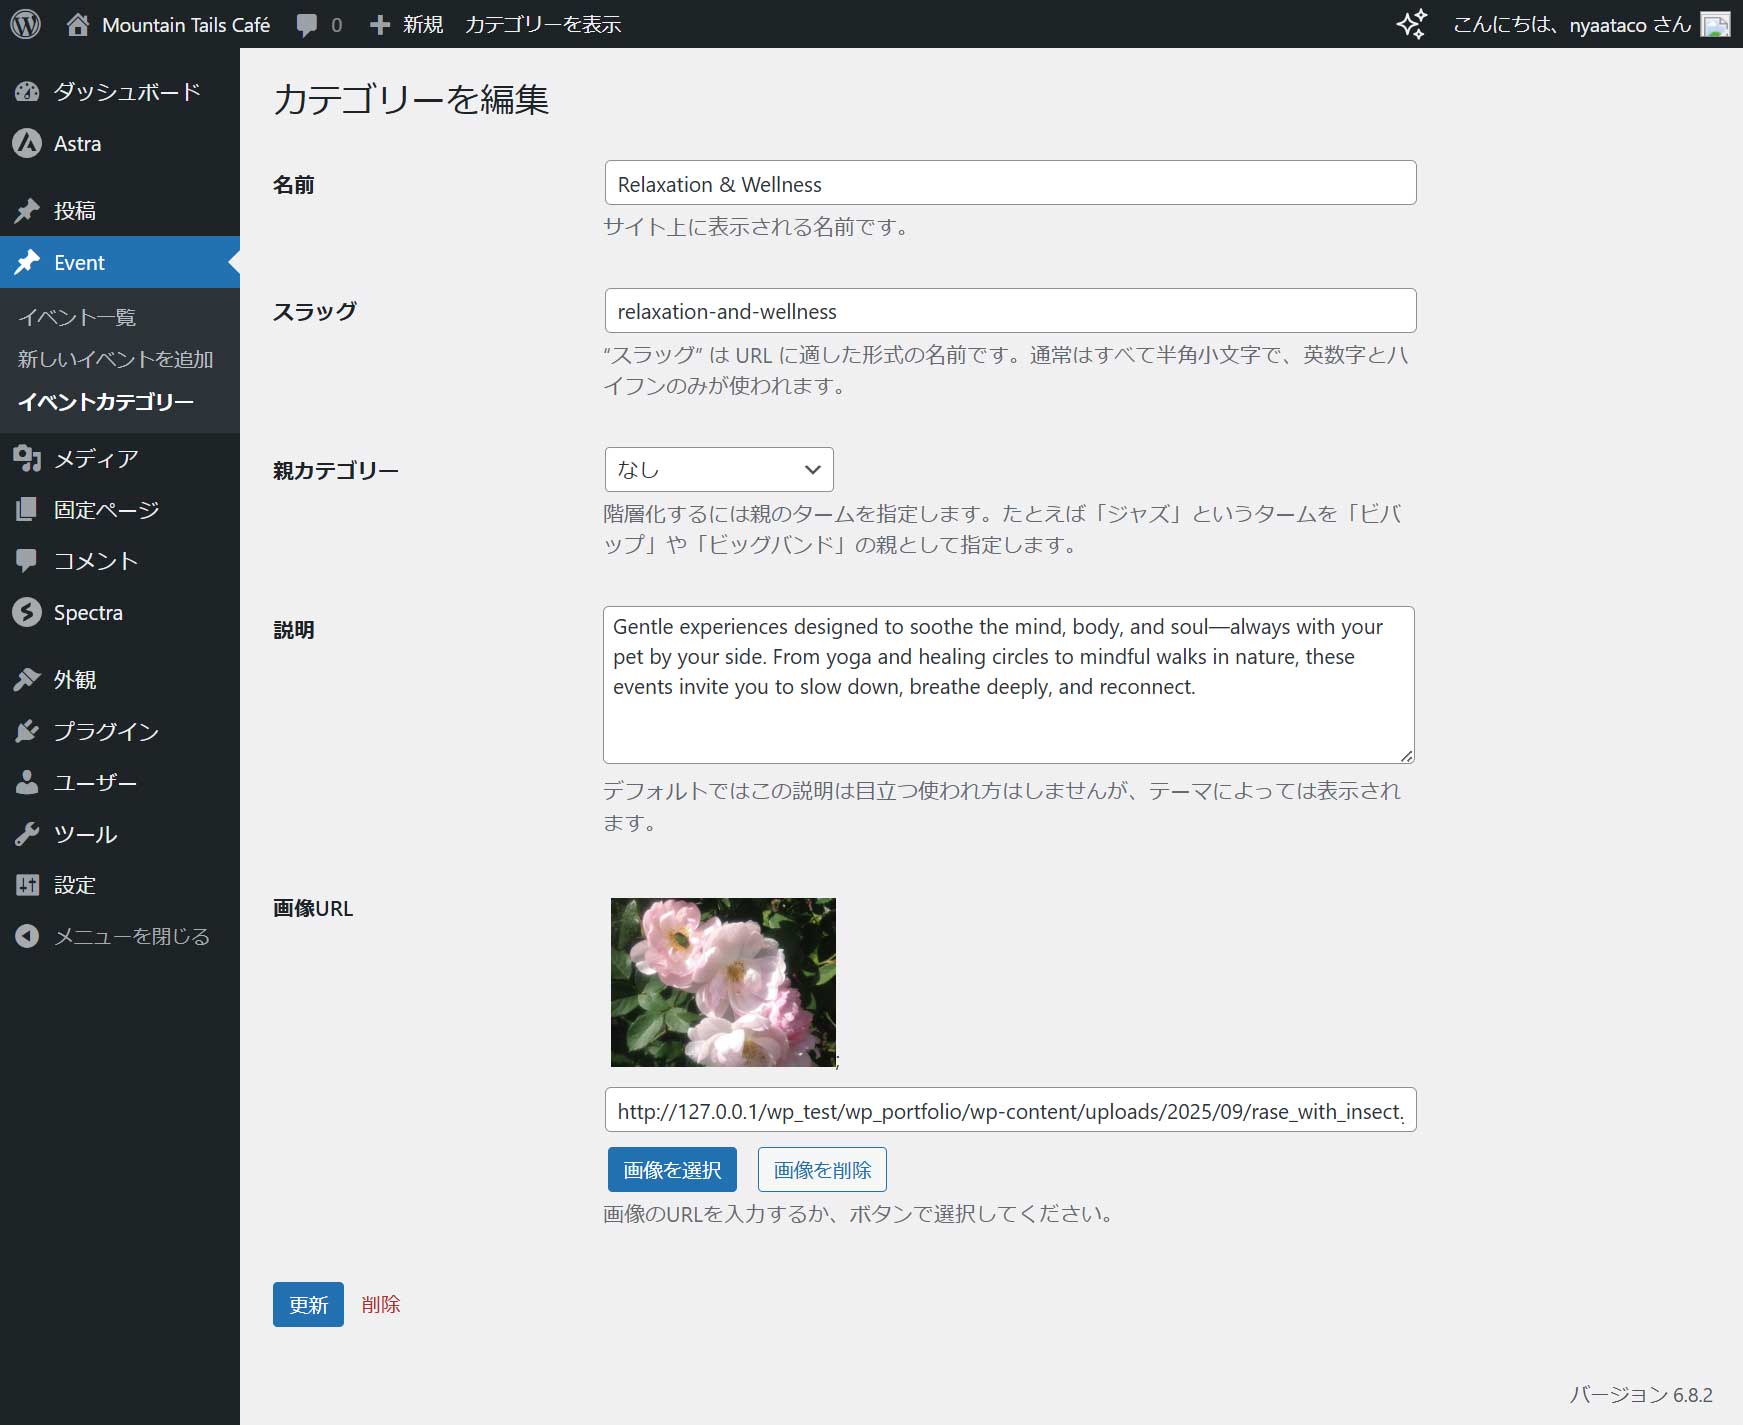 Mountain Tails Café 0 新規 カテゴリーを表示 こんにちは、nyaataco さん
ダッシュボード
Astra
投稿
Event
イベント一覧
新しいイベントを追加
イベントカテゴリー
メディア
固定ページ
コメント
Spectra
外観
プラグイン
ユーザー
ツール
設定
メニューを閉じる
カテゴリーを編集
名前
Relaxation & Wellness
サイト上に表示される名前です。
スラッグ
relaxation-and-wellness
“スラッグ” は URL に適した形式の名前です。通常はすべて半角小文字で、英数字とハ
イフンのみが使われます。
親カテゴリー
なし
階層化するには親のタームを指定します。たとえば「ジャズ」というタームを「ビバ
ップ」や「ビッグバンド」の親として指定します。
説明
Gentle experiences designed to soothe the mind, body, and soul—always with your
pet by your side. From yoga and healing circles to mindful walks in nature, these
events invite you to slow down, breathe deeply, and reconnect.
デフォルトではこの説明は目立つ使われ方はしませんが、テーマによっては表示され
ます。
画像URL
;
http://127.0.0.1/wp_test/wp_portfolio/wp-content/uploads/2025/09/rase_with_insect.
画像を選択 画像を削除
画像のURLを入力するか、ボタンで選択してください。
更新 削除
バージョン 6.8.2